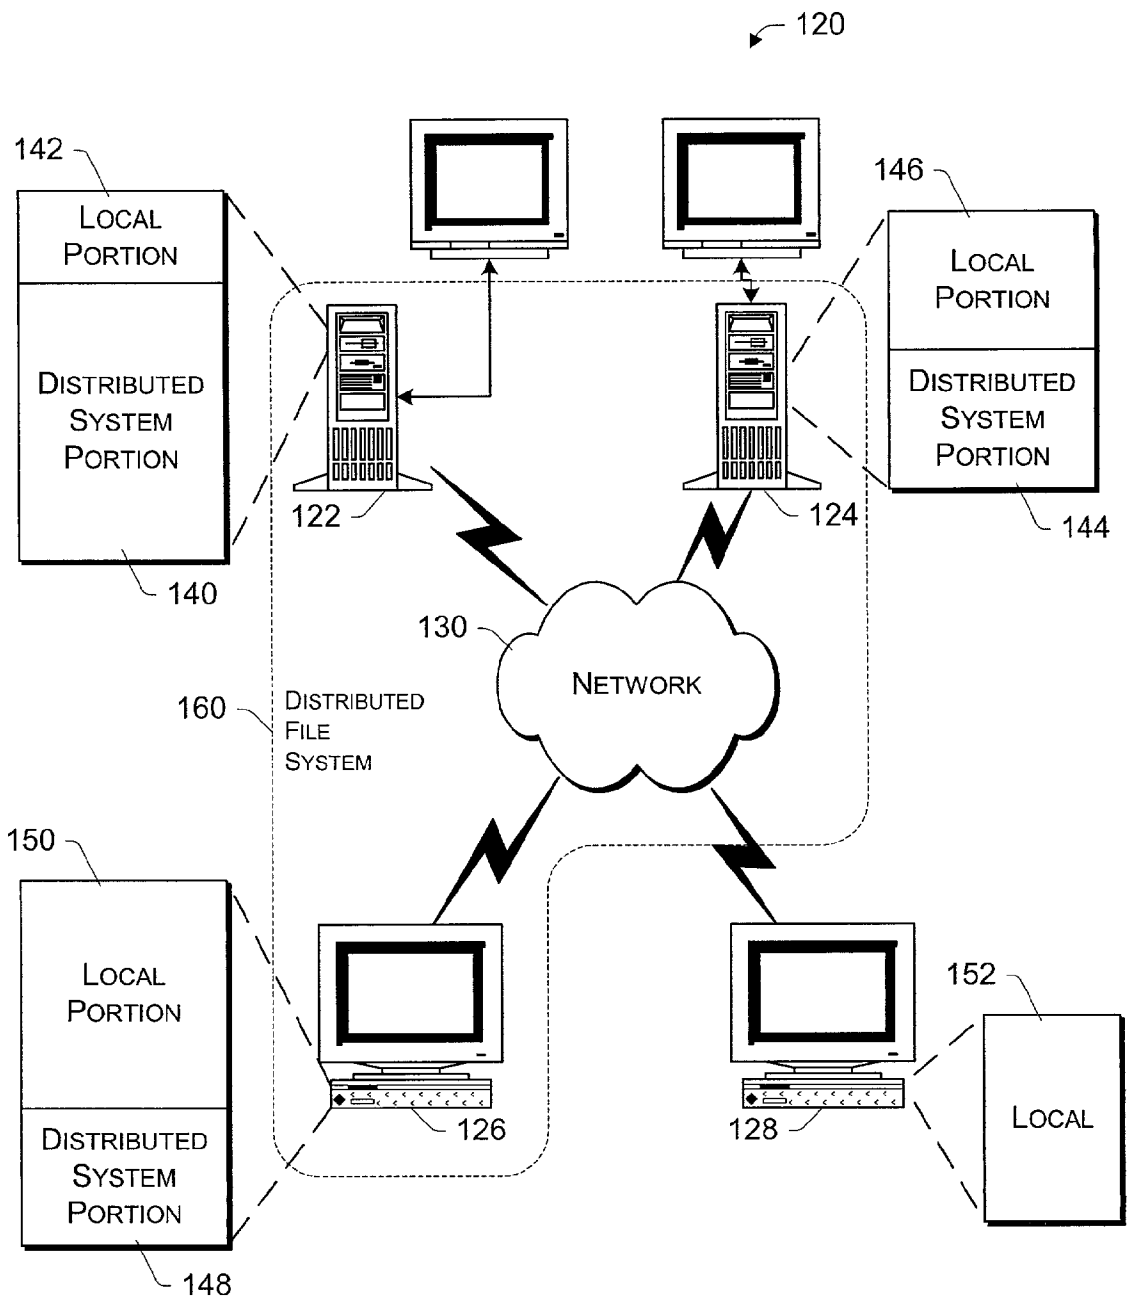 120
142
LOCAL
PORTION
DISTRIBUTED
SYSTEM
PORTION
140
146
LOCAL
PORTION
DISTRIBUTED
SYSTEM
PORTION
144
122
124
130
NETWORK
160
DISTRIBUTED
FILE
SYSTEM
150
LOCAL
PORTION
DISTRIBUTED
SYSTEM
PORTION
148
126
128
152
LOCAL